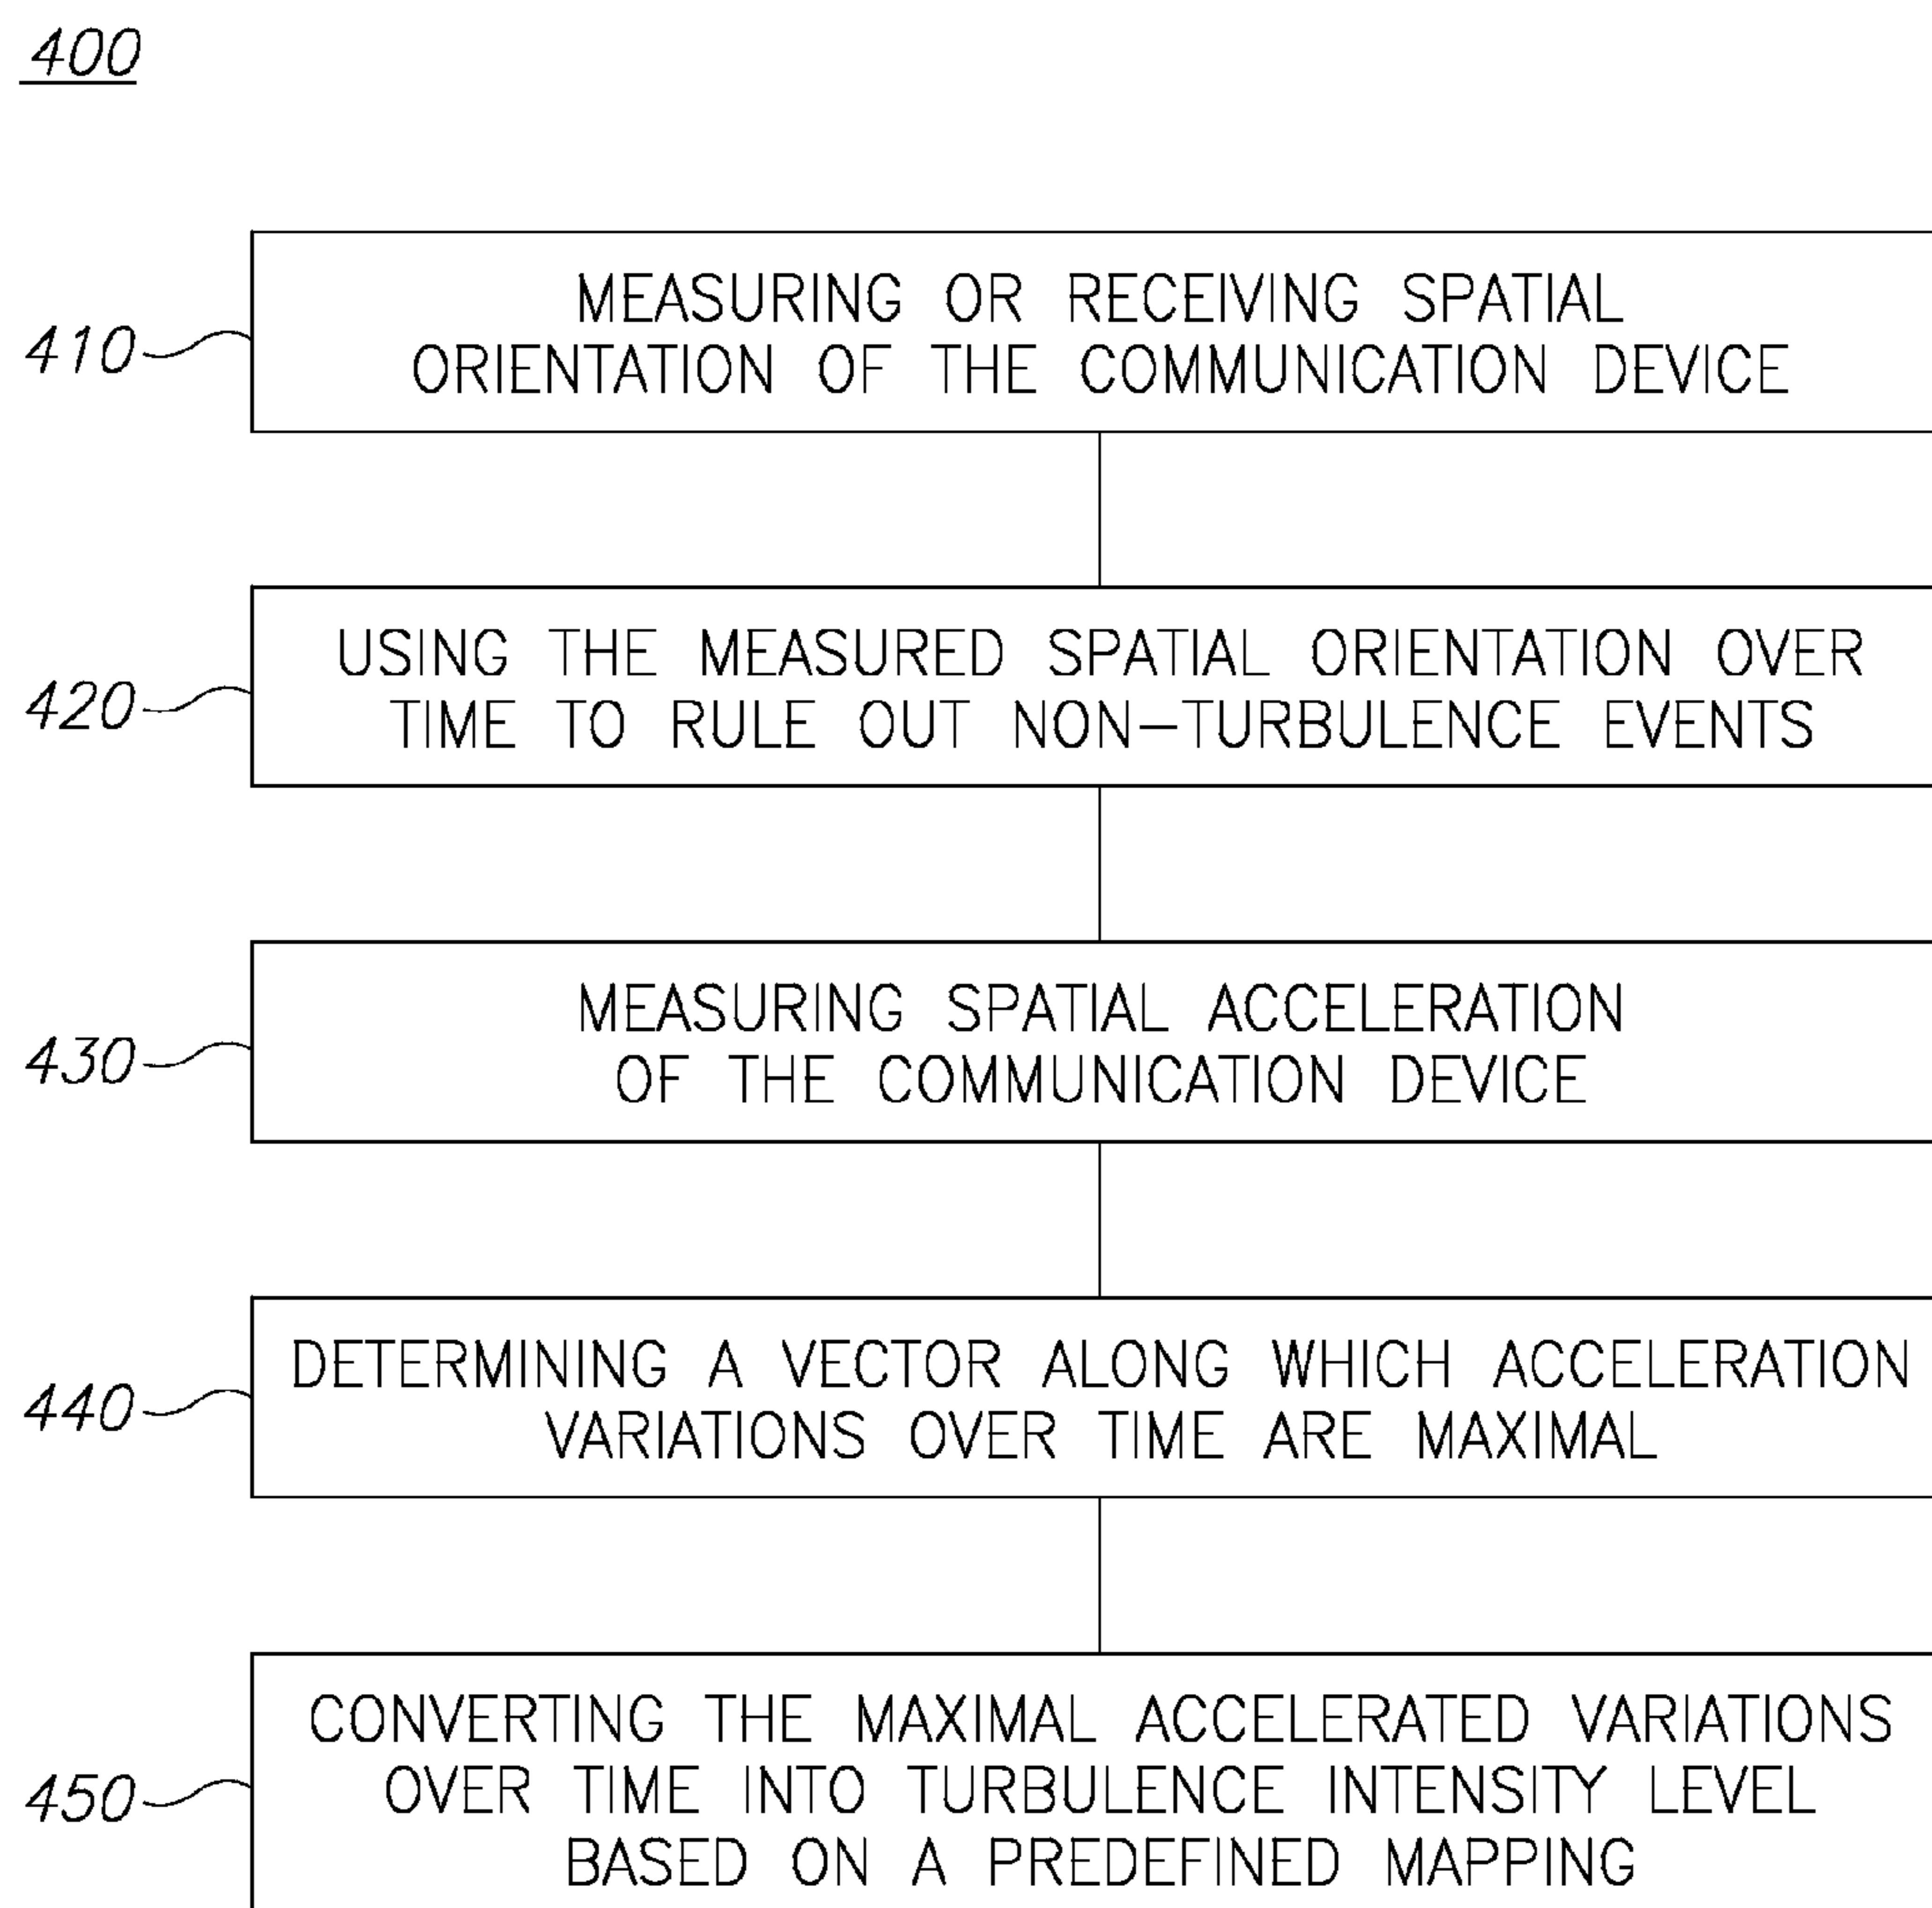 400
410
MEASURING OR RECEIVING SPATIAL
ORIENTATION OF THE COMMUNICATION DEVICE
420
USING THE MEASURED SPATIAL ORIENTATION OVER
TIME TO RULE OUT NON-TURBULENCE EVENTS
430
MEASURING SPATIAL ACCELERATION
OF THE COMMUNICATION DEVICE
440
DETERMINING A VECTOR ALONG WHICH ACCELERATION
VARIATIONS OVER TIME ARE MAXIMAL
450
CONVERTING THE MAXIMAL ACCELERATED VARIATIONS
OVER TIME INTO TURBULENCE INTENSITY LEVEL
BASED ON A PREDEFINED MAPPING